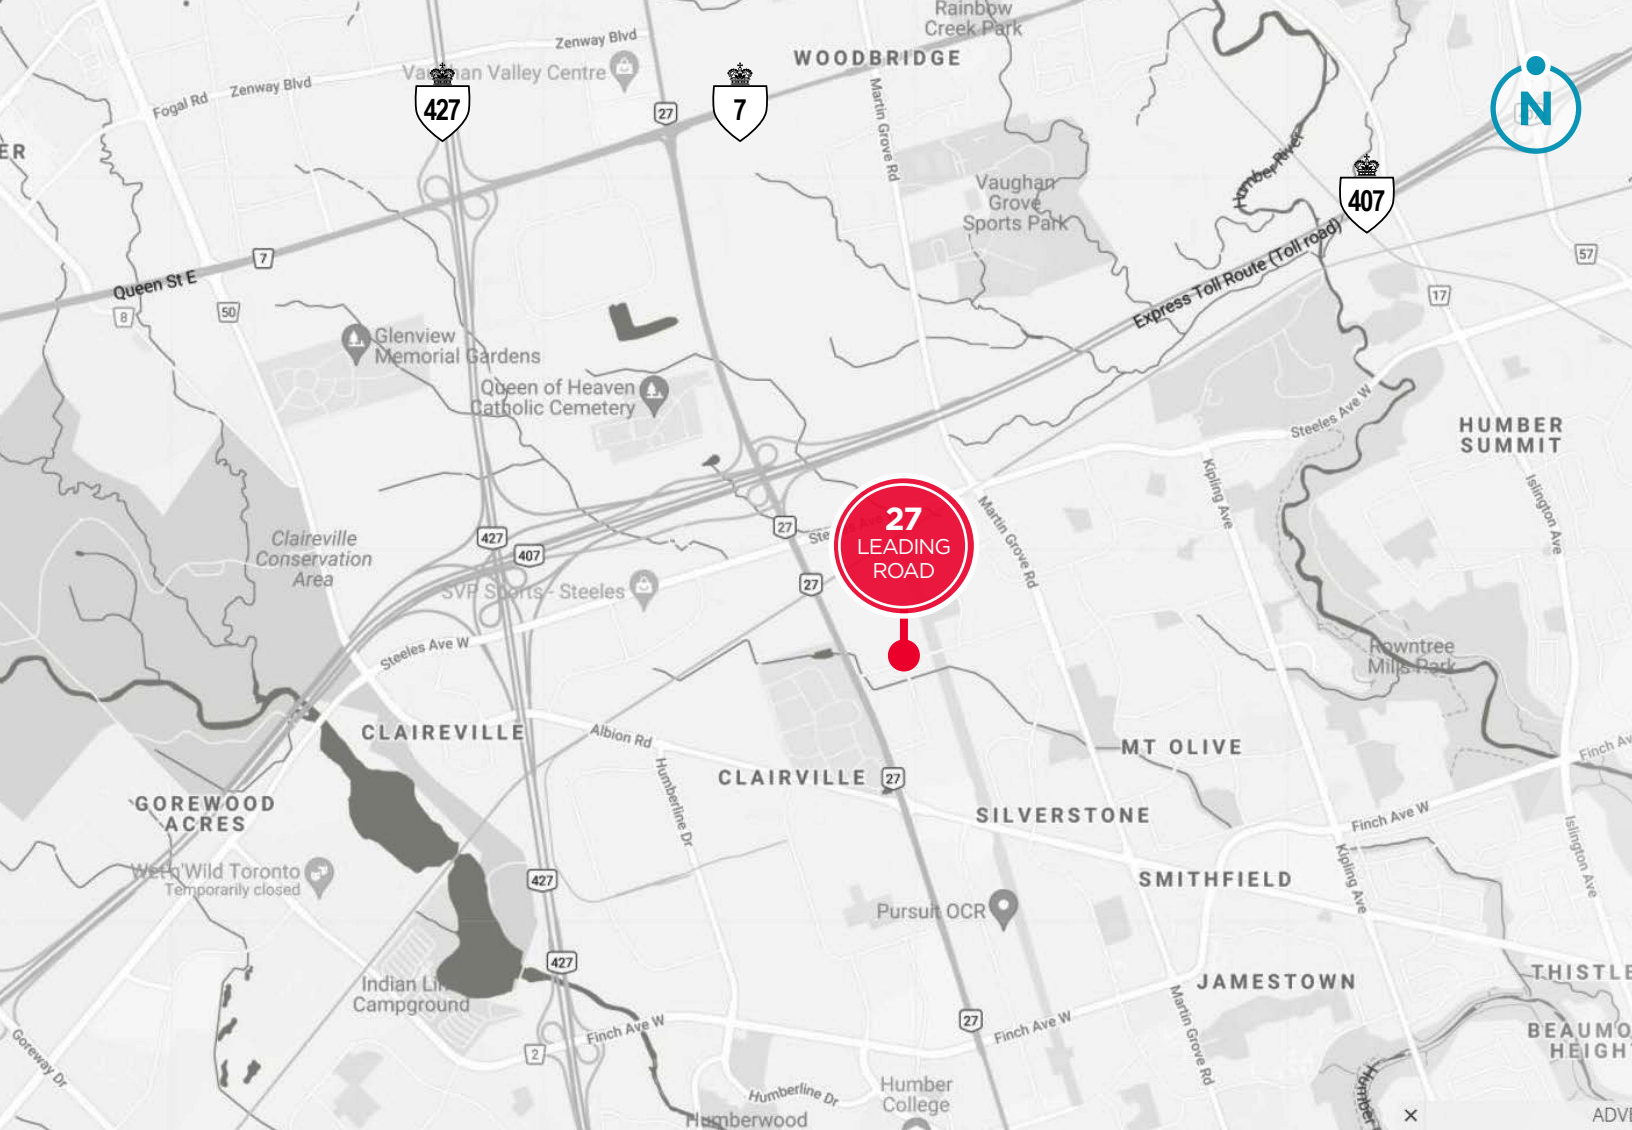 Rainbow
Creek Park
Zenway Blvd
WOODBRIDGE
Vaughan Valley Centre
Zenway Blvd
Fogal Rd
427
27
7
Martin Grove Rd
N
Humber River
407
Vaughan
Grove
Sports Park
Express Toll Route (Toll road)
57
7
Queen St E
8
50
17
Glenview
Memorial Gardens
Queen of Heaven
Catholic Cemetery
Steeles Ave W
HUMBER
SUMMIT
Kipling Ave
Islington Ave
Claireville
Conservation
Area
427
407
27
27
LEADING
ROAD
Martin Grove Rd
SVP Sports - Steeles
27
Steeles Ave W
Rowntree
Mills Park
CLAIREVILLE
Albion Rd
MT OLIVE
Finch Av
CLAIRVILLE
27
Humberline Dr
GOREWOOD
ACRES
SILVERSTONE
Finch Ave W
Islington Ave
Kipling Ave
Wet'n'Wild Toronto
Temporarily closed
427
SMITHFIELD
Pursuit OCR
427
Indian Lin
Campground
JAMESTOWN
THISTLE
Martin Grove Rd
Finch Ave W
27
Finch Ave W
BEAUMO
HEIGH
2
Goreway Dr
Humberline Dr
Humber
College
Humber
Humberwood
ADVE